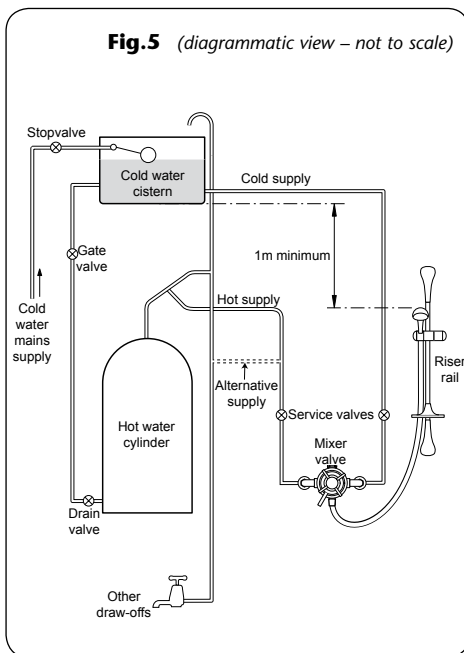 Fig.5 (diagrammatic view – not to scale)
Stopvalve
Cold water
cistern
Cold supply
Gate
valve
1m minimum
Cold
water
mains
supply
Hot supply
Riser
rail
Alternative
supply
Hot water
cylinder
Service valves
Mixer
valve
Drain
valve
Other
draw-offs